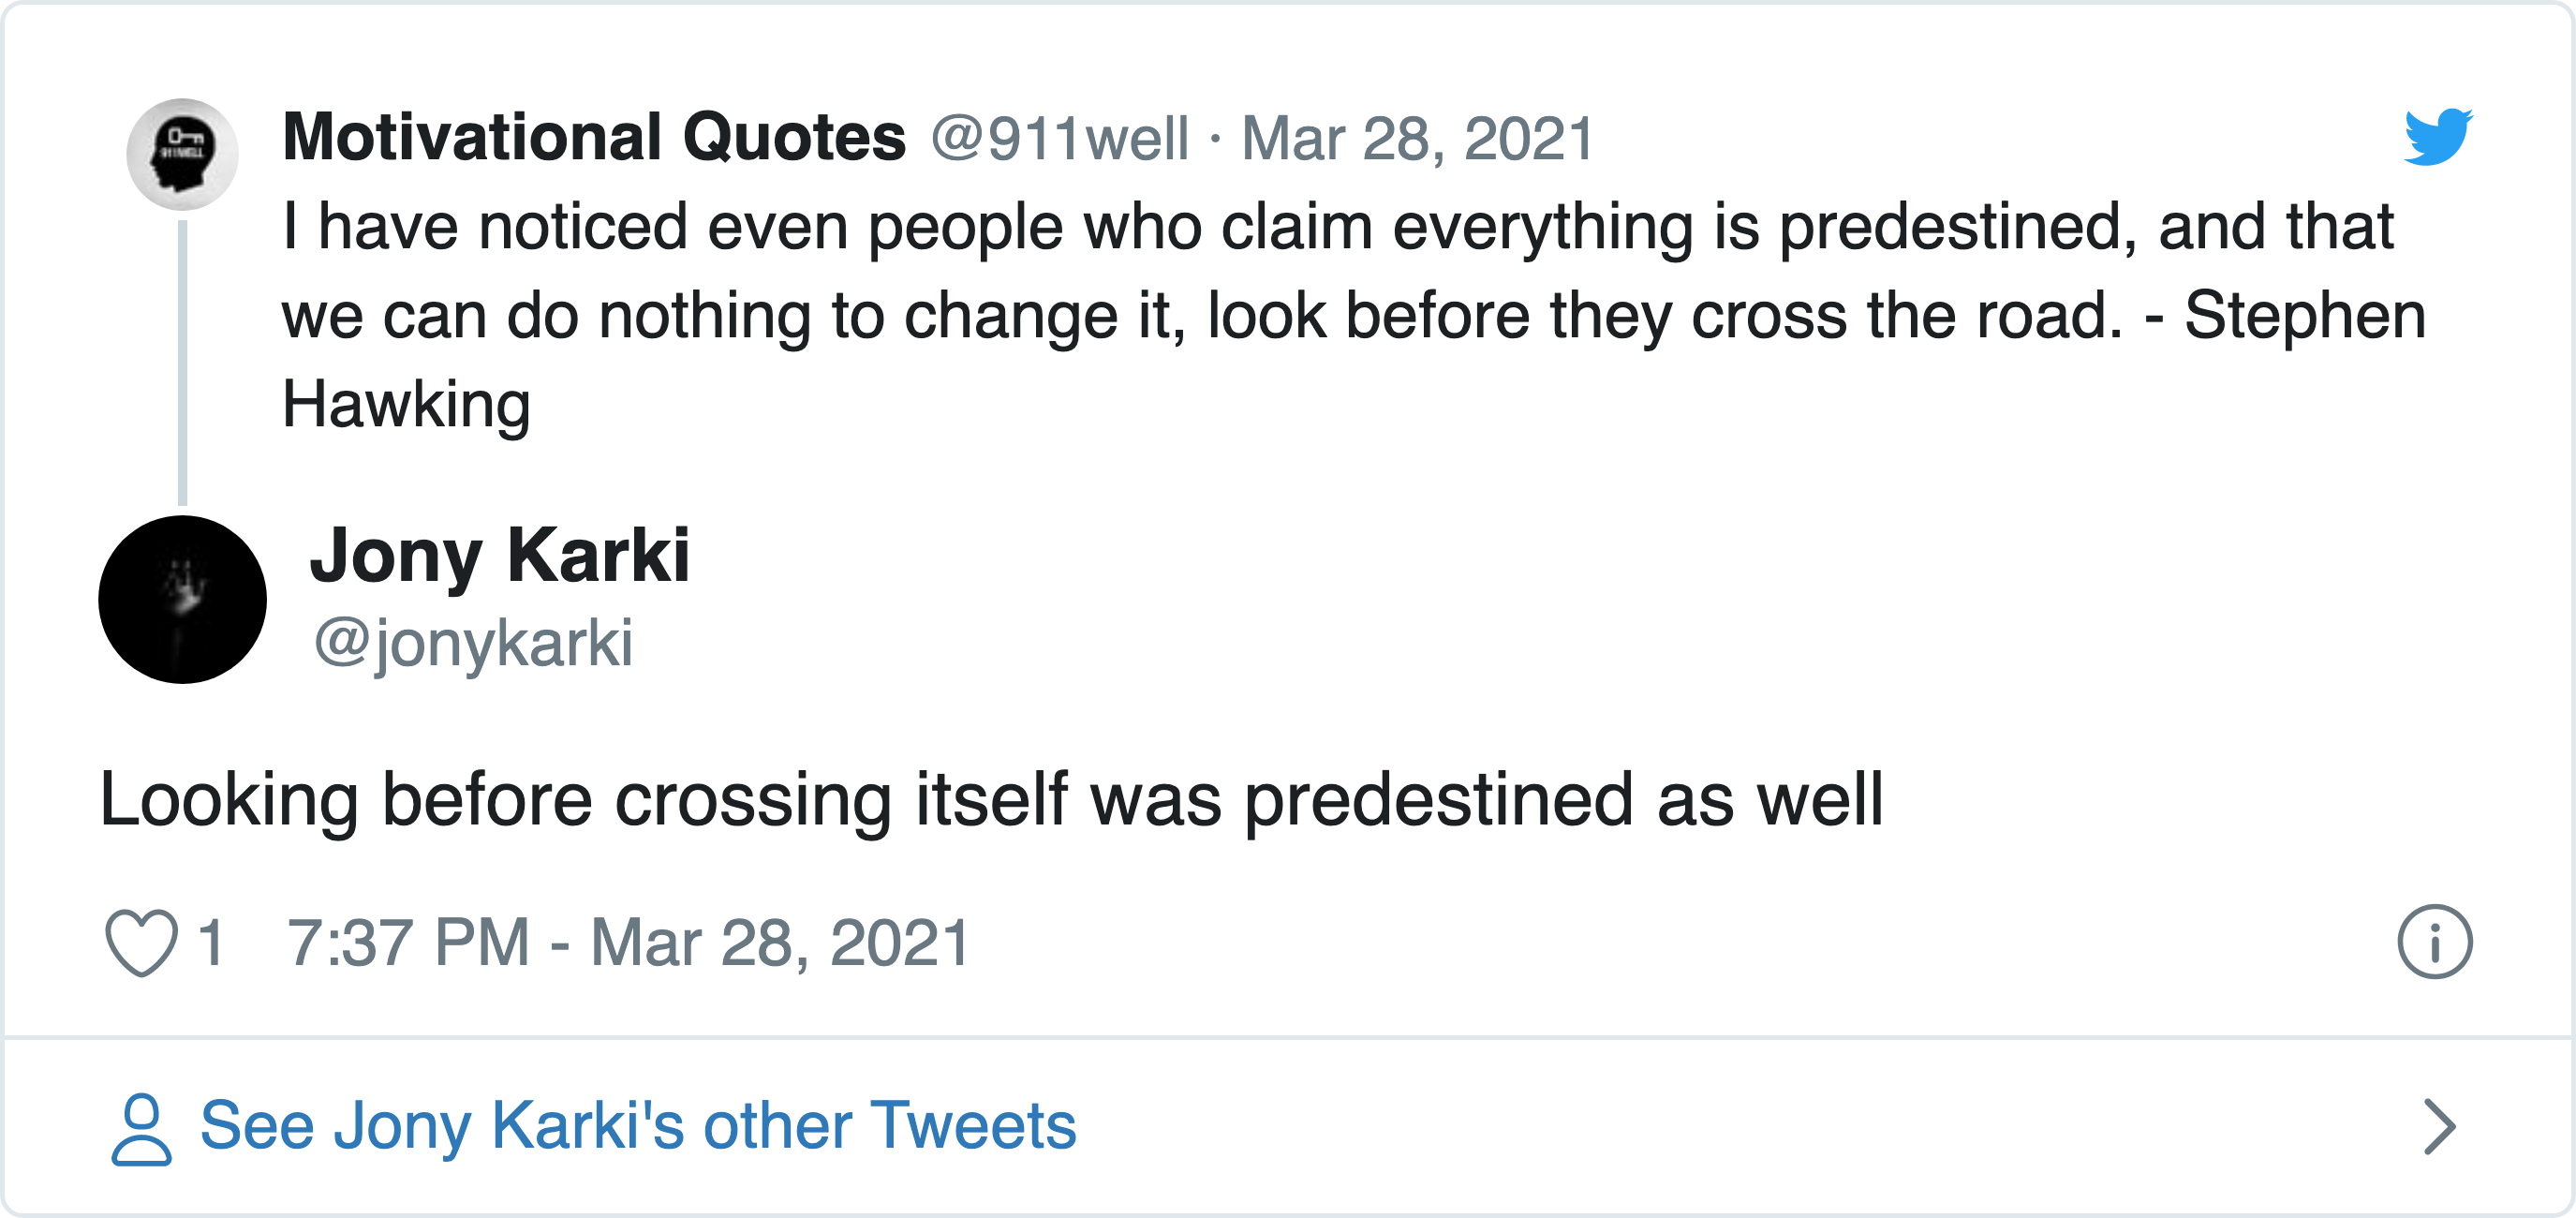 Motivational Quotes @911well · Mar 28, 2021
I have noticed even people who claim everything is predestined, and that
we can do nothing to change it, look before they cross the road. - Stephen
Hawking
911WELL
Jony Karki
@jonykarki
Looking before crossing itself was predestined as well
1 7:37 PM - Mar 28, 2021
See Jony Karki's other Tweets